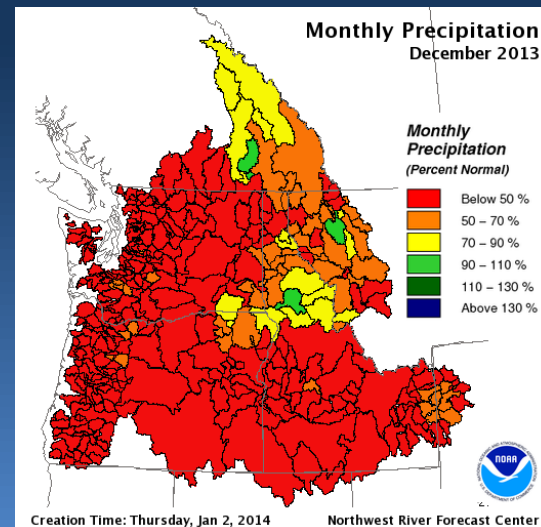 Monthly Precipitation
December 2013
Monthly
Precipitation
(Percent Normal)
Below 50 %
50 – 70 %
70 – 90 %
90 – 110 %
110 – 130 %
Above 130 %
NOAA
Creation Time: Thursday, Jan 2, 2014
Northwest River Forecast Center